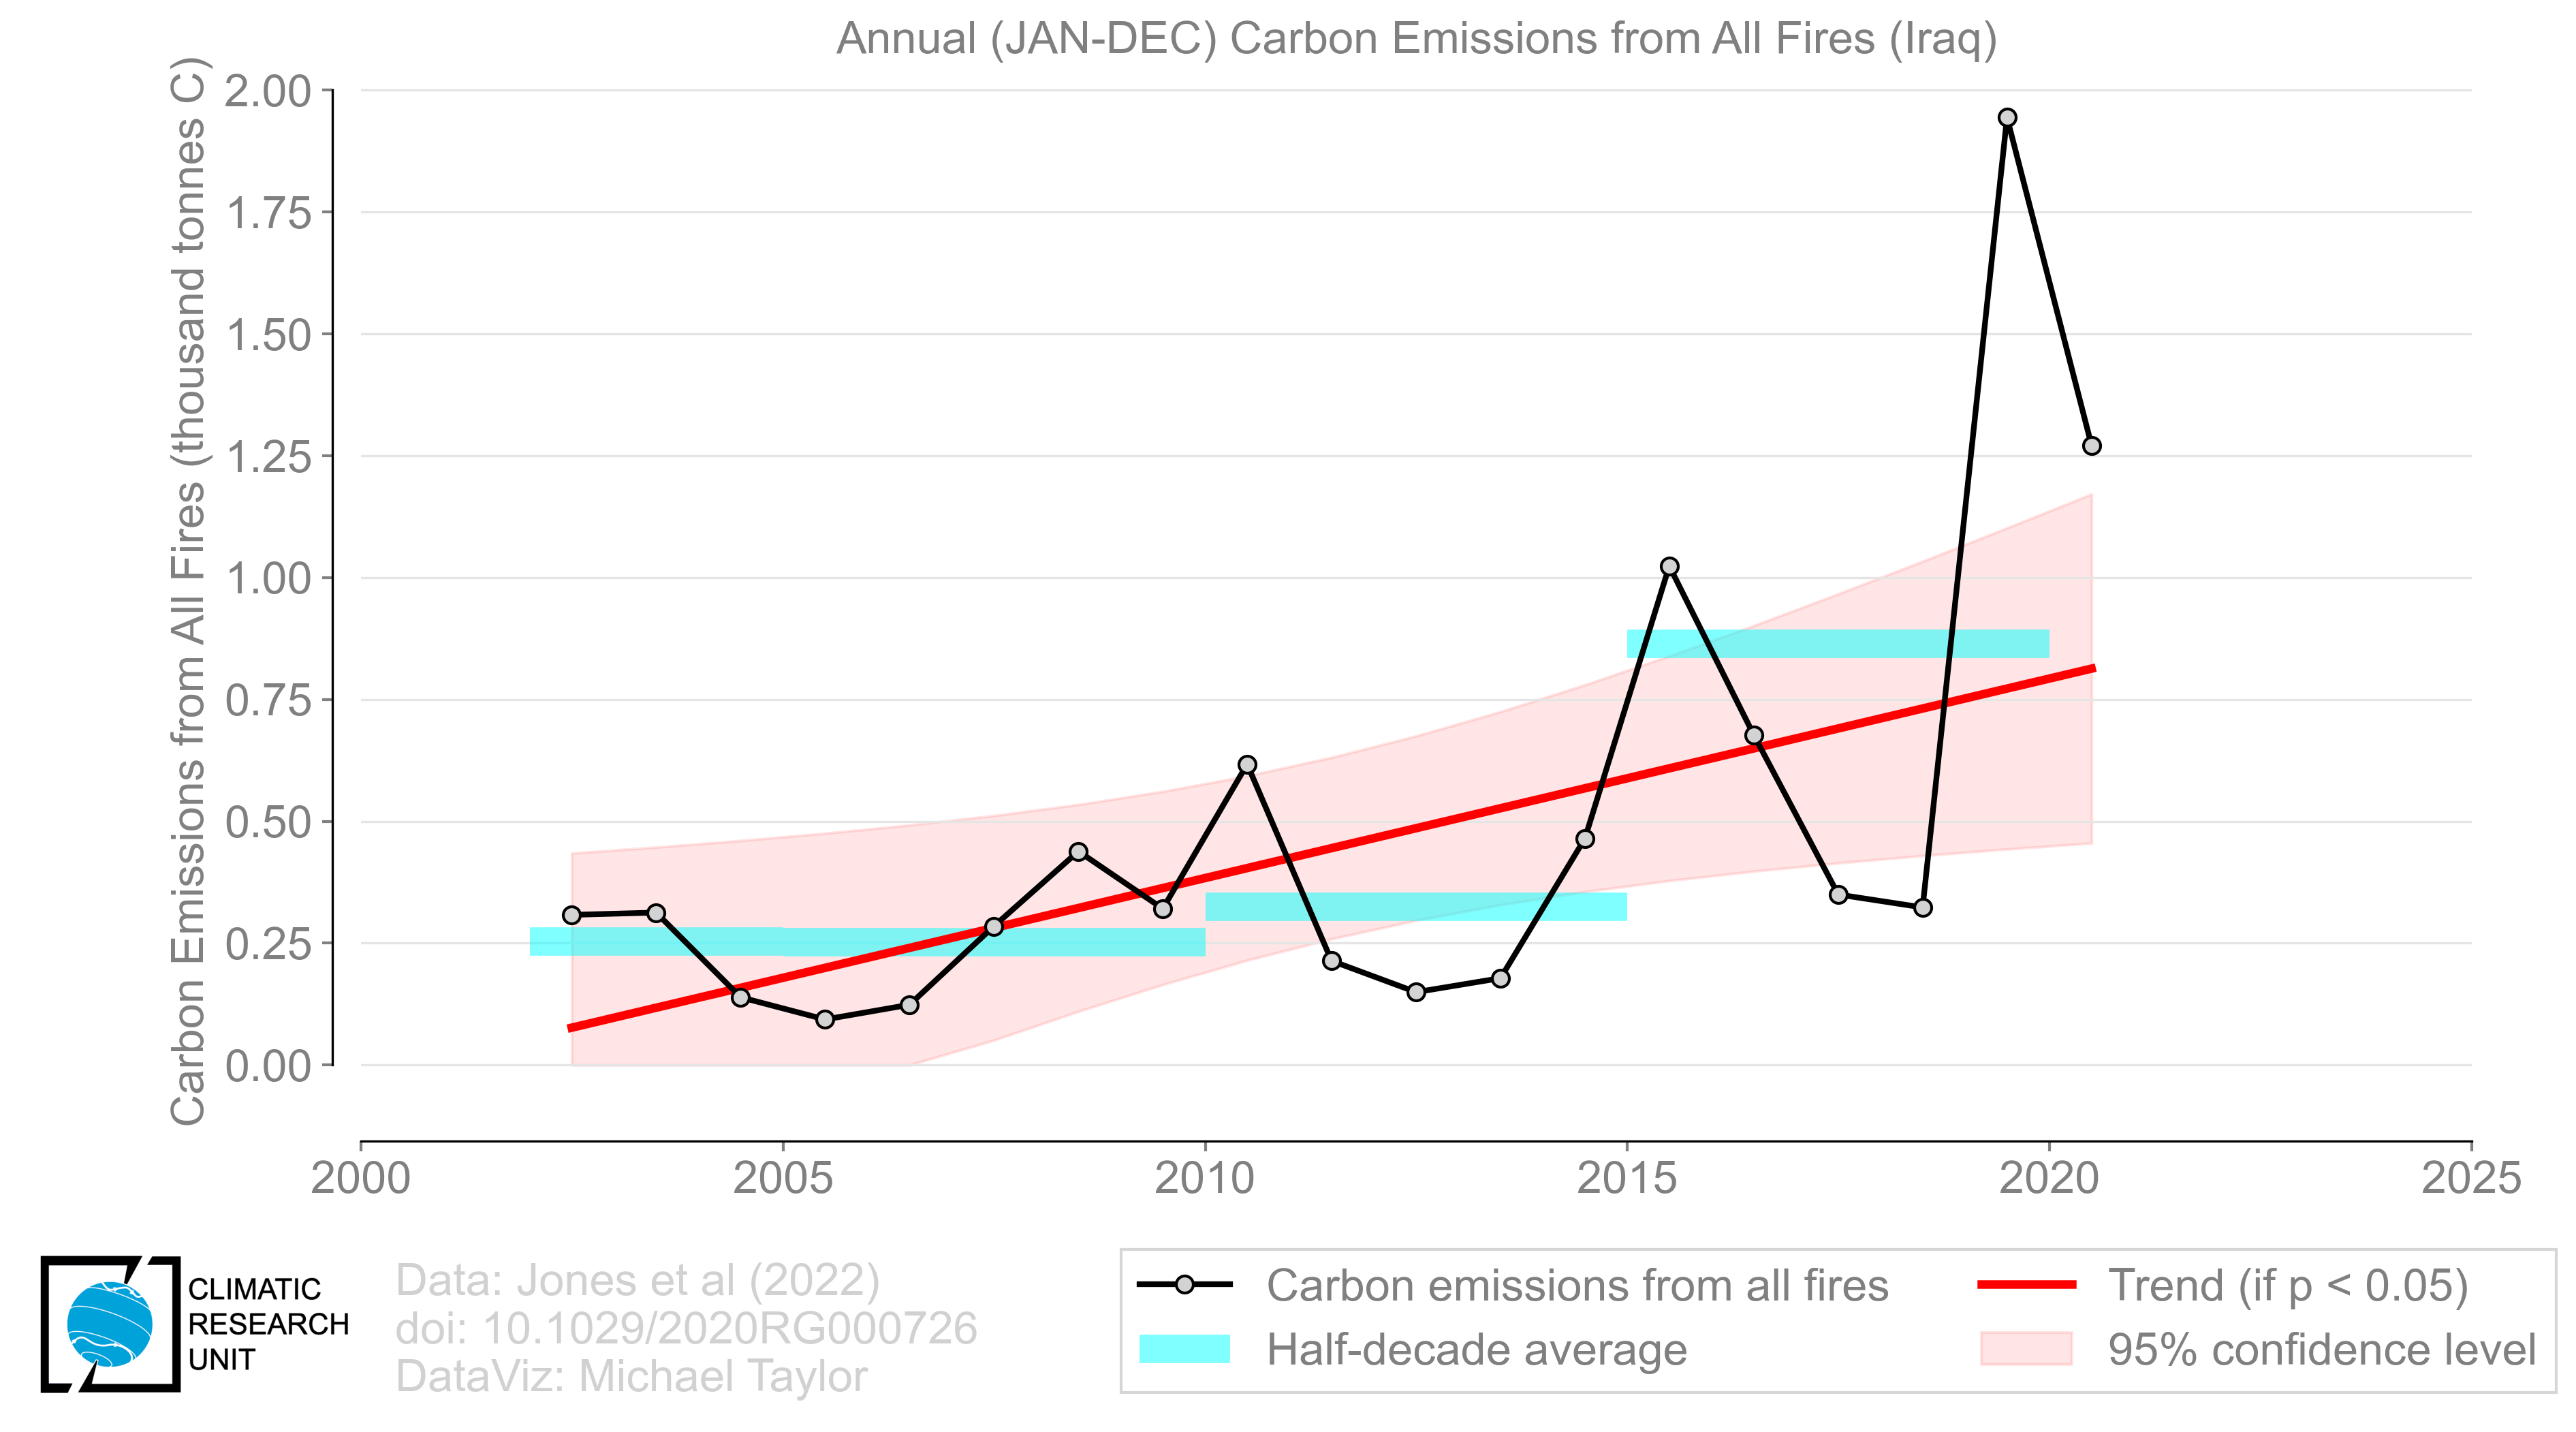 Annual (JAN-DEC) Carbon Emissions from All Fires (Iraq)
Carbon Emissions from All Fires (thousand tonnes C)
2.00
1.75
1.50
1.25
1.00
0.75
0.50
0.25
0.00
2000 2005 2010 2015 2020 2025
CLIMATIC
RESEARCH
UNIT
Data: Jones et al (2022)
doi: 10.1029/2020RG000726
DataViz: Michael Taylor
Carbon emissions from all fires
Half-decade average
Trend (if p < 0.05)
95% confidence level